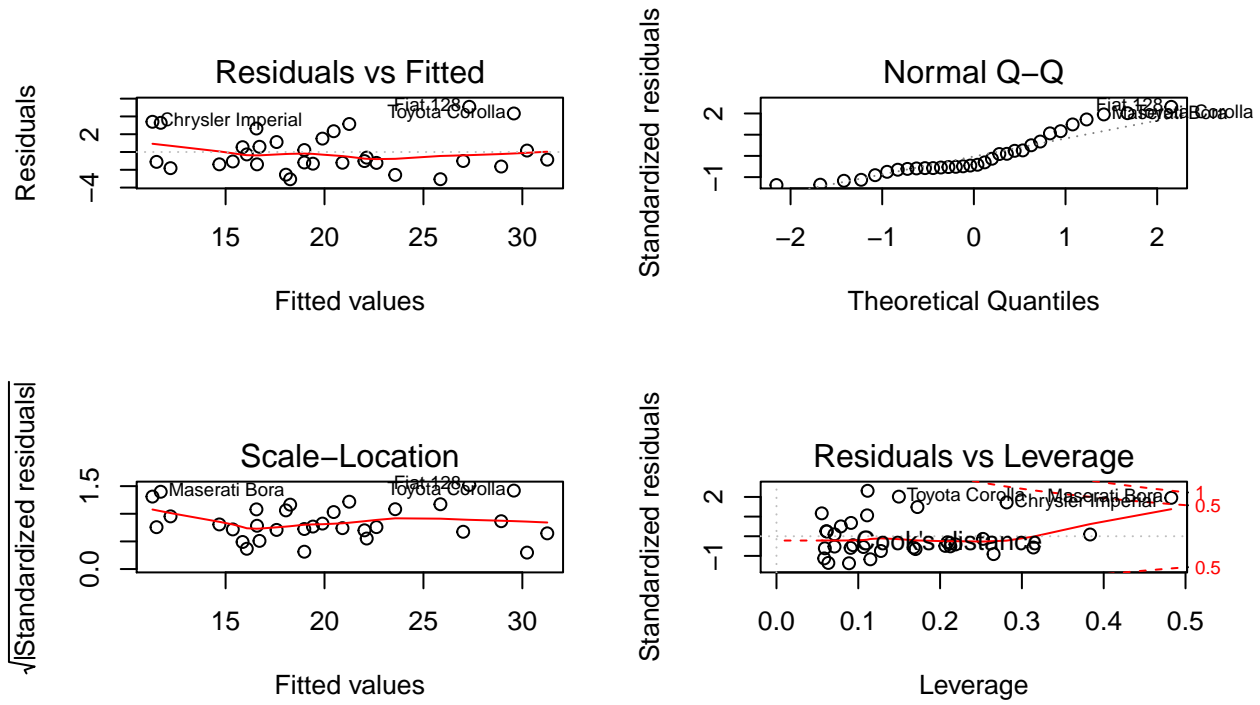 Residuals vs Fitted
Residuals
2
−4
Chrysler Imperial
Fiat 128
Toyota Corolla
15 20 25 30
Fitted values
Normal Q−Q
Standardized residuals
2
−1
Fiat 128
Toyota Corolla
Maserati Bora
−2 −1 0 1 2
Theoretical Quantiles
Scale−Location
√|Standardized residuals|
1.5
0.0
Maserati Bora
Fiat 128
Toyota Corolla
15 20 25 30
Fitted values
Residuals vs Leverage
Standardized residuals
2
−1
Toyota Corolla
Maserati Bora
Chrysler Imperial
Cook's distance
1
0.5
0.5
0.0 0.1 0.2 0.3 0.4 0.5
Leverage